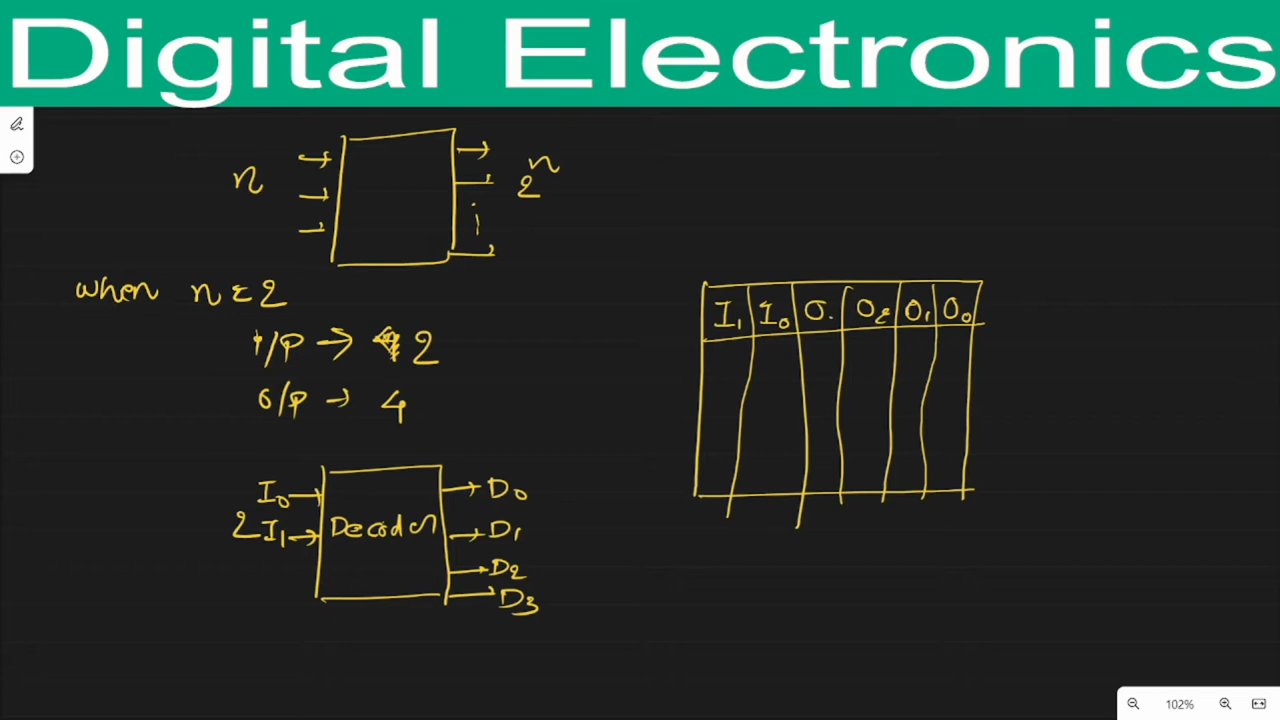 Digital Electronics
n 2^n
when n = 2
I/P → 2
O/P → 4
I0 Decoder D0
2 I1 D1
D2
D3
I1 I0 O. O2 O1 O0
102%